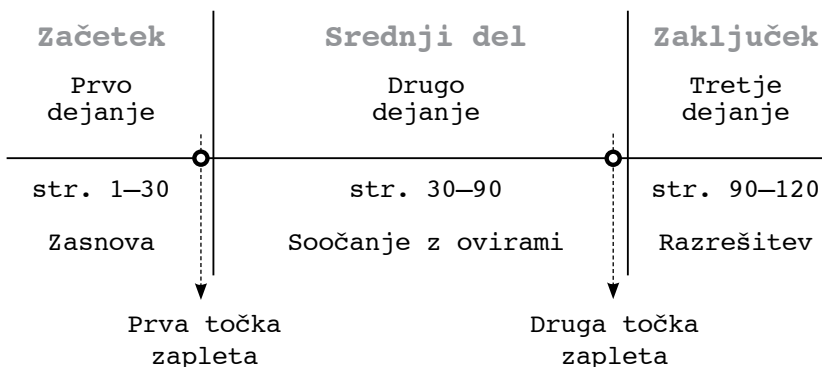 Začetek
Srednji del
Zaključek
Prvo
dejanje
Drugo
dejanje
Tretje
dejanje
str. 1–30
str. 30–90
str. 90–120
Zasnova
Soočanje z ovirami
Razrešitev
Prva točka
zapleta
Druga točka
zapleta